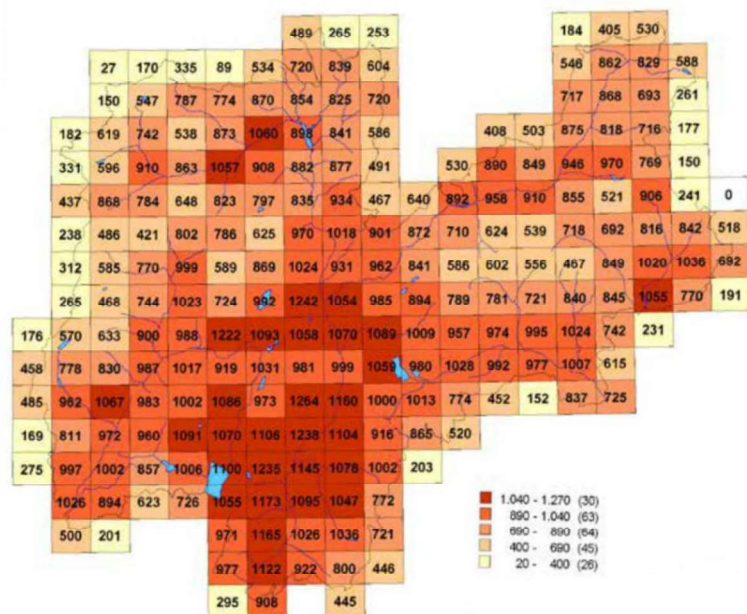 489 265 253 184 405 530
27 170 335 89 534 720 839 604 546 862 829 588
150 547 787 774 870 854 825 720 717 868 693 261
182 619 742 538 873 1060 898 841 586 408 503 875 818 716 177
331 596 910 863 1057 908 882 877 491 530 890 849 946 970 769 150
437 868 784 648 823 797 835 934 467 640 892 958 910 855 521 906 241 0
238 486 421 802 786 625 970 1018 901 872 710 624 539 718 692 816 842 518
312 585 770 999 589 869 1024 931 962 841 586 602 556 467 849 1020 1036 692
265 468 744 1023 724 992 1242 1054 985 894 789 781 721 840 845 1055 770 191
176 570 633 900 988 1222 1093 1058 1070 1089 1009 957 974 995 1024 742 231
458 778 830 987 1017 919 1031 981 999 1059 980 1028 992 977 1007 615
485 962 1067 983 1002 1086 973 1264 1160 1000 1013 774 452 152 837 725
169 811 972 960 1091 1070 1106 1238 1104 916 865 520
275 997 1002 857 1006 1100 1235 1145 1078 1002 203
1026 894 623 726 1055 1173 1095 1047 772
500 201 971 1165 1026 1036 721
977 1122 922 800 446
295 908 445
1.040 - 1.270 (30)
890 - 1.040 (63)
690 - 890 (64)
400 - 690 (45)
20 - 400 (26)